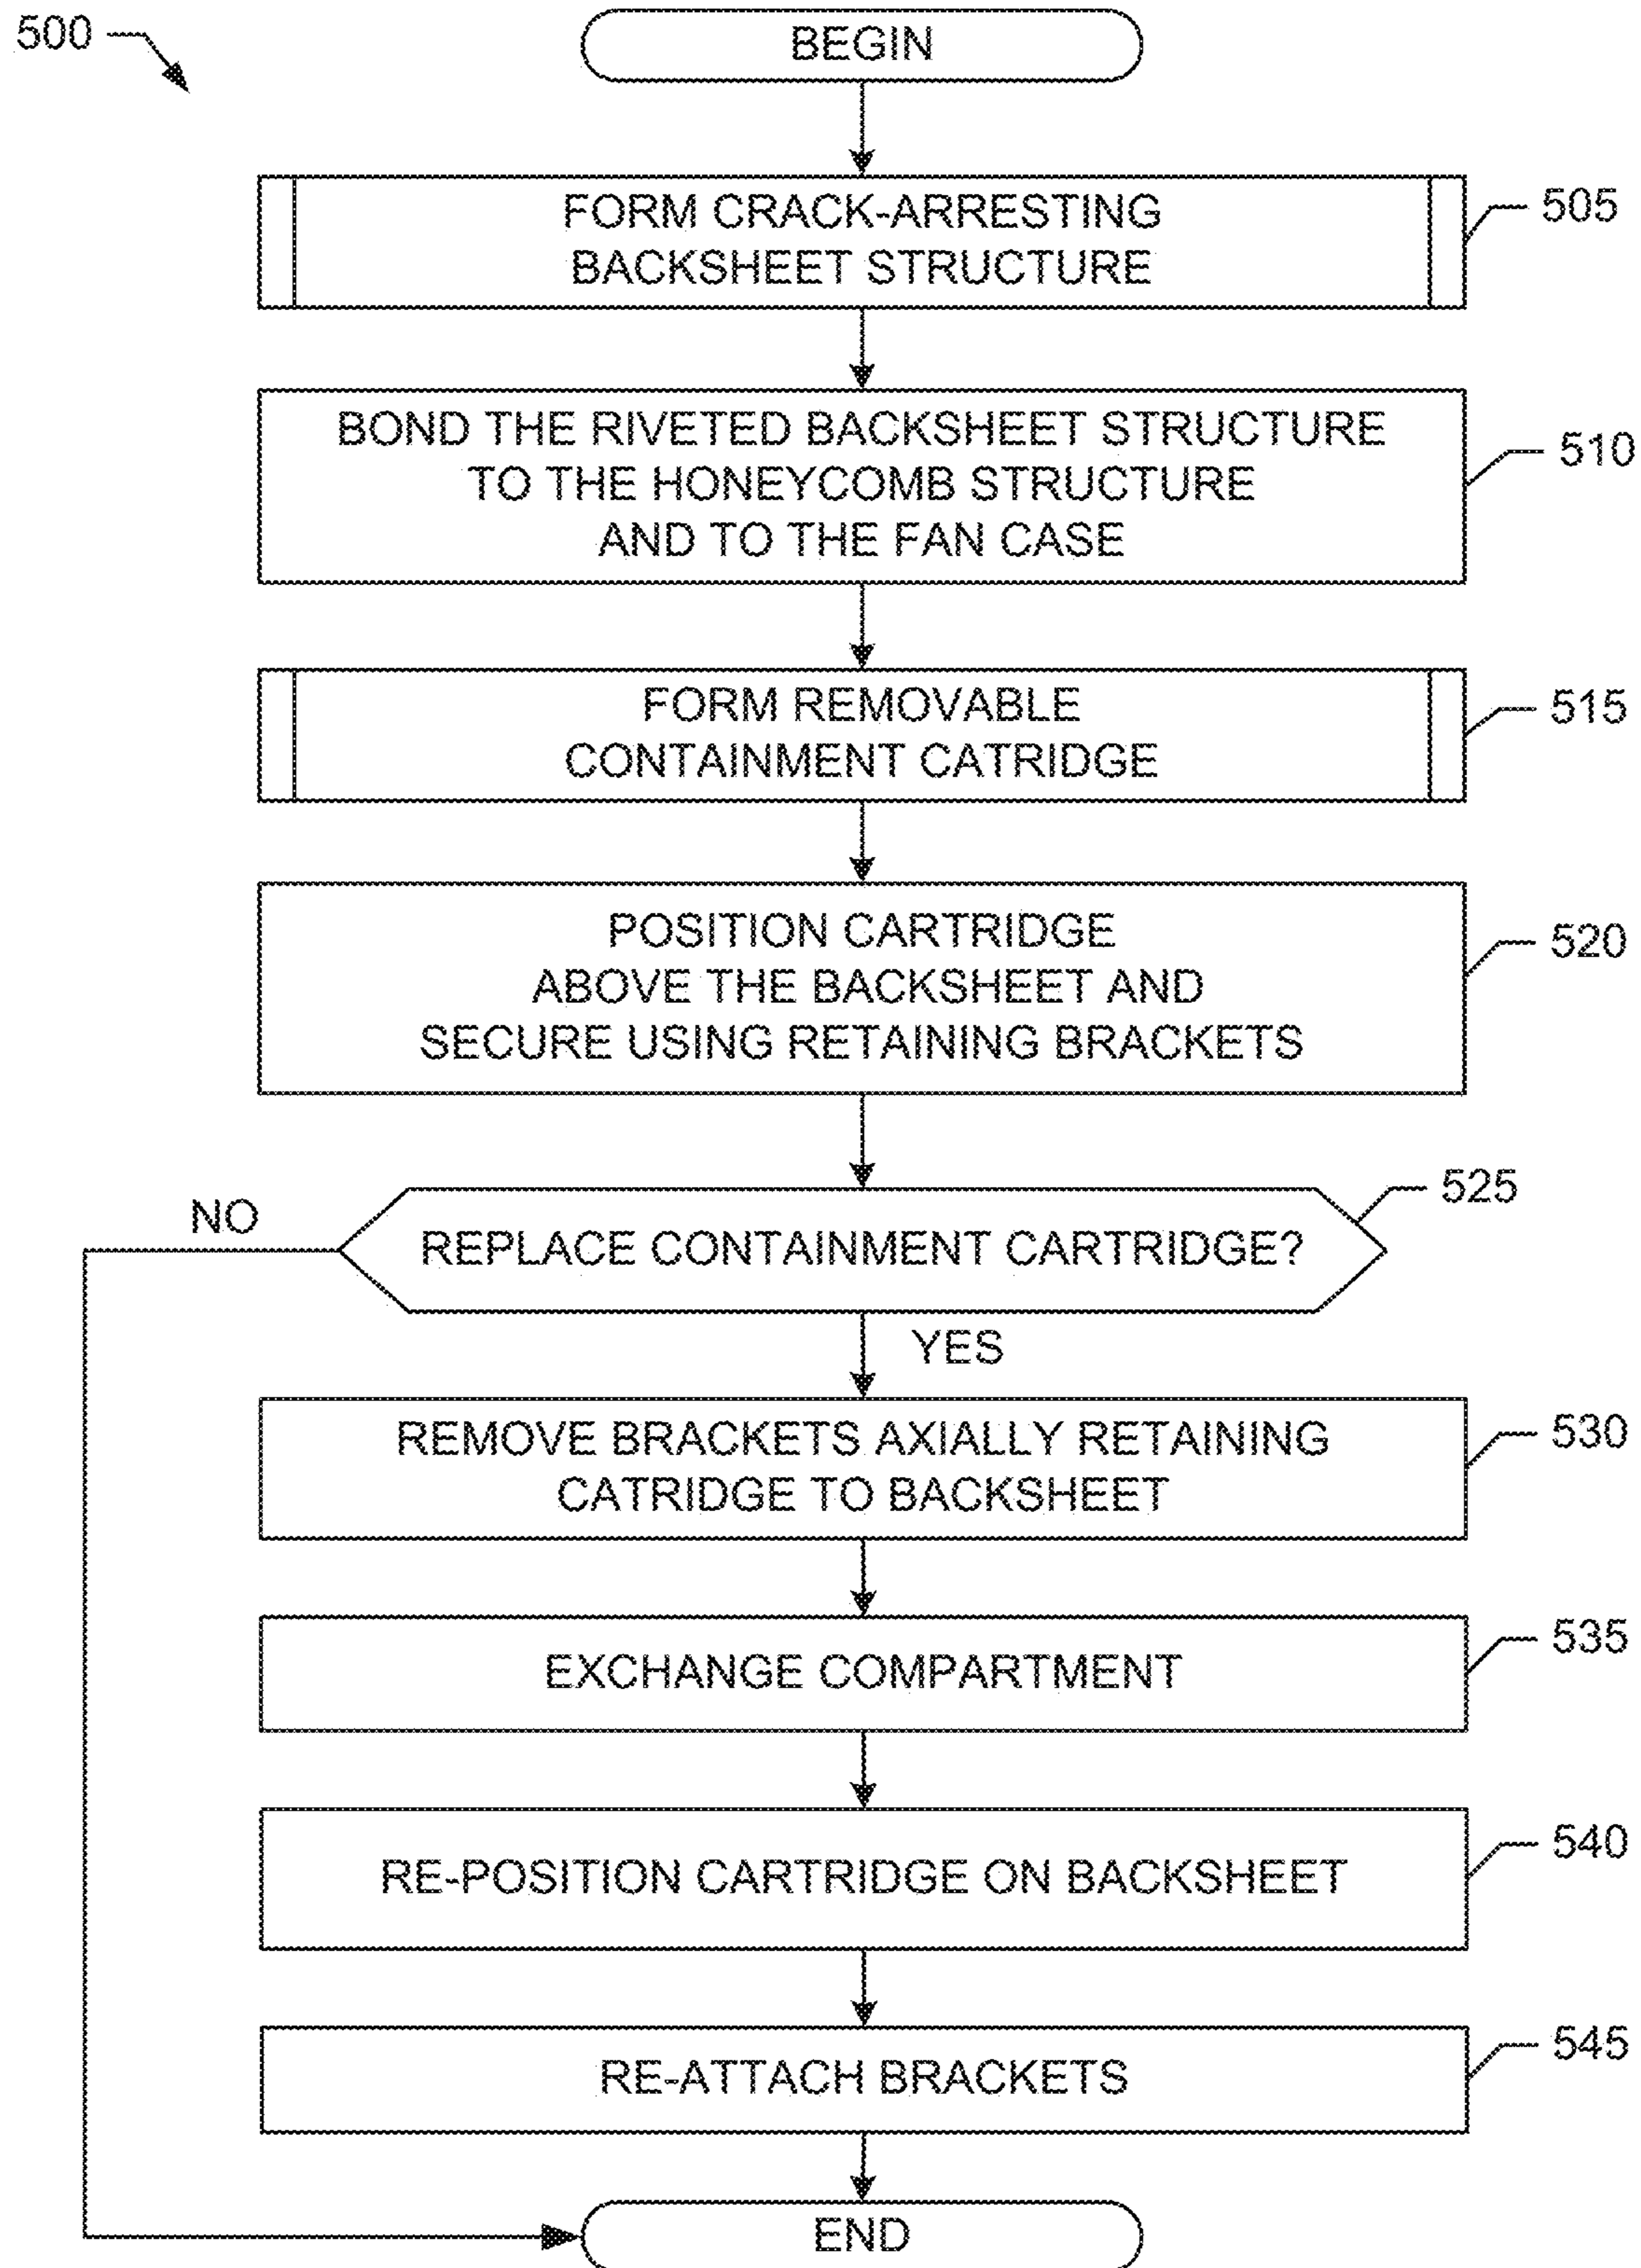 500
BEGIN
FORM CRACK-ARRESTING
BACKSHEET STRUCTURE
505
BOND THE RIVETED BACKSHEET STRUCTURE
TO THE HONEYCOMB STRUCTURE
AND TO THE FAN CASE
510
FORM REMOVABLE
CONTAINMENT CATRIDGE
515
POSITION CARTRIDGE
ABOVE THE BACKSHEET AND
SECURE USING RETAINING BRACKETS
520
REPLACE CONTAINMENT CARTRIDGE?
525
NO
YES
REMOVE BRACKETS AXIALLY RETAINING
CATRIDGE TO BACKSHEET
530
EXCHANGE COMPARTMENT
535
RE-POSITION CARTRIDGE ON BACKSHEET
540
RE-ATTACH BRACKETS
545
END